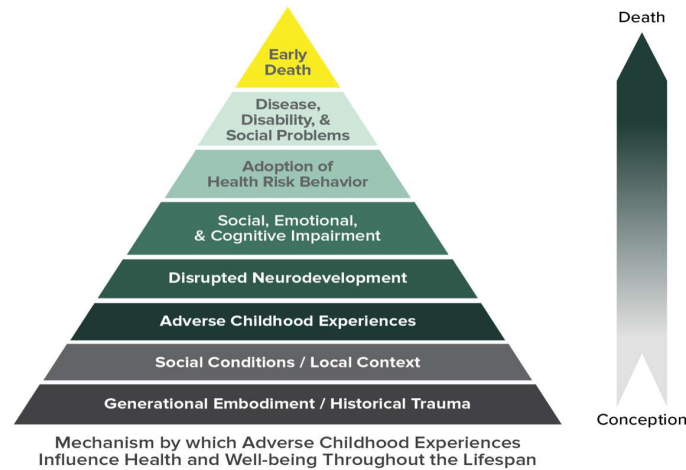 Death
Early
Death
Disease,
Disability, &
Social Problems
Adoption of
Health Risk Behavior
Social, Emotional,
& Cognitive Impairment
Disrupted Neurodevelopment
Adverse Childhood Experiences
Social Conditions / Local Context
Generational Embodiment / Historical Trauma
Conception
Mechanism by which Adverse Childhood Experiences
Influence Health and Well-being Throughout the Lifespan